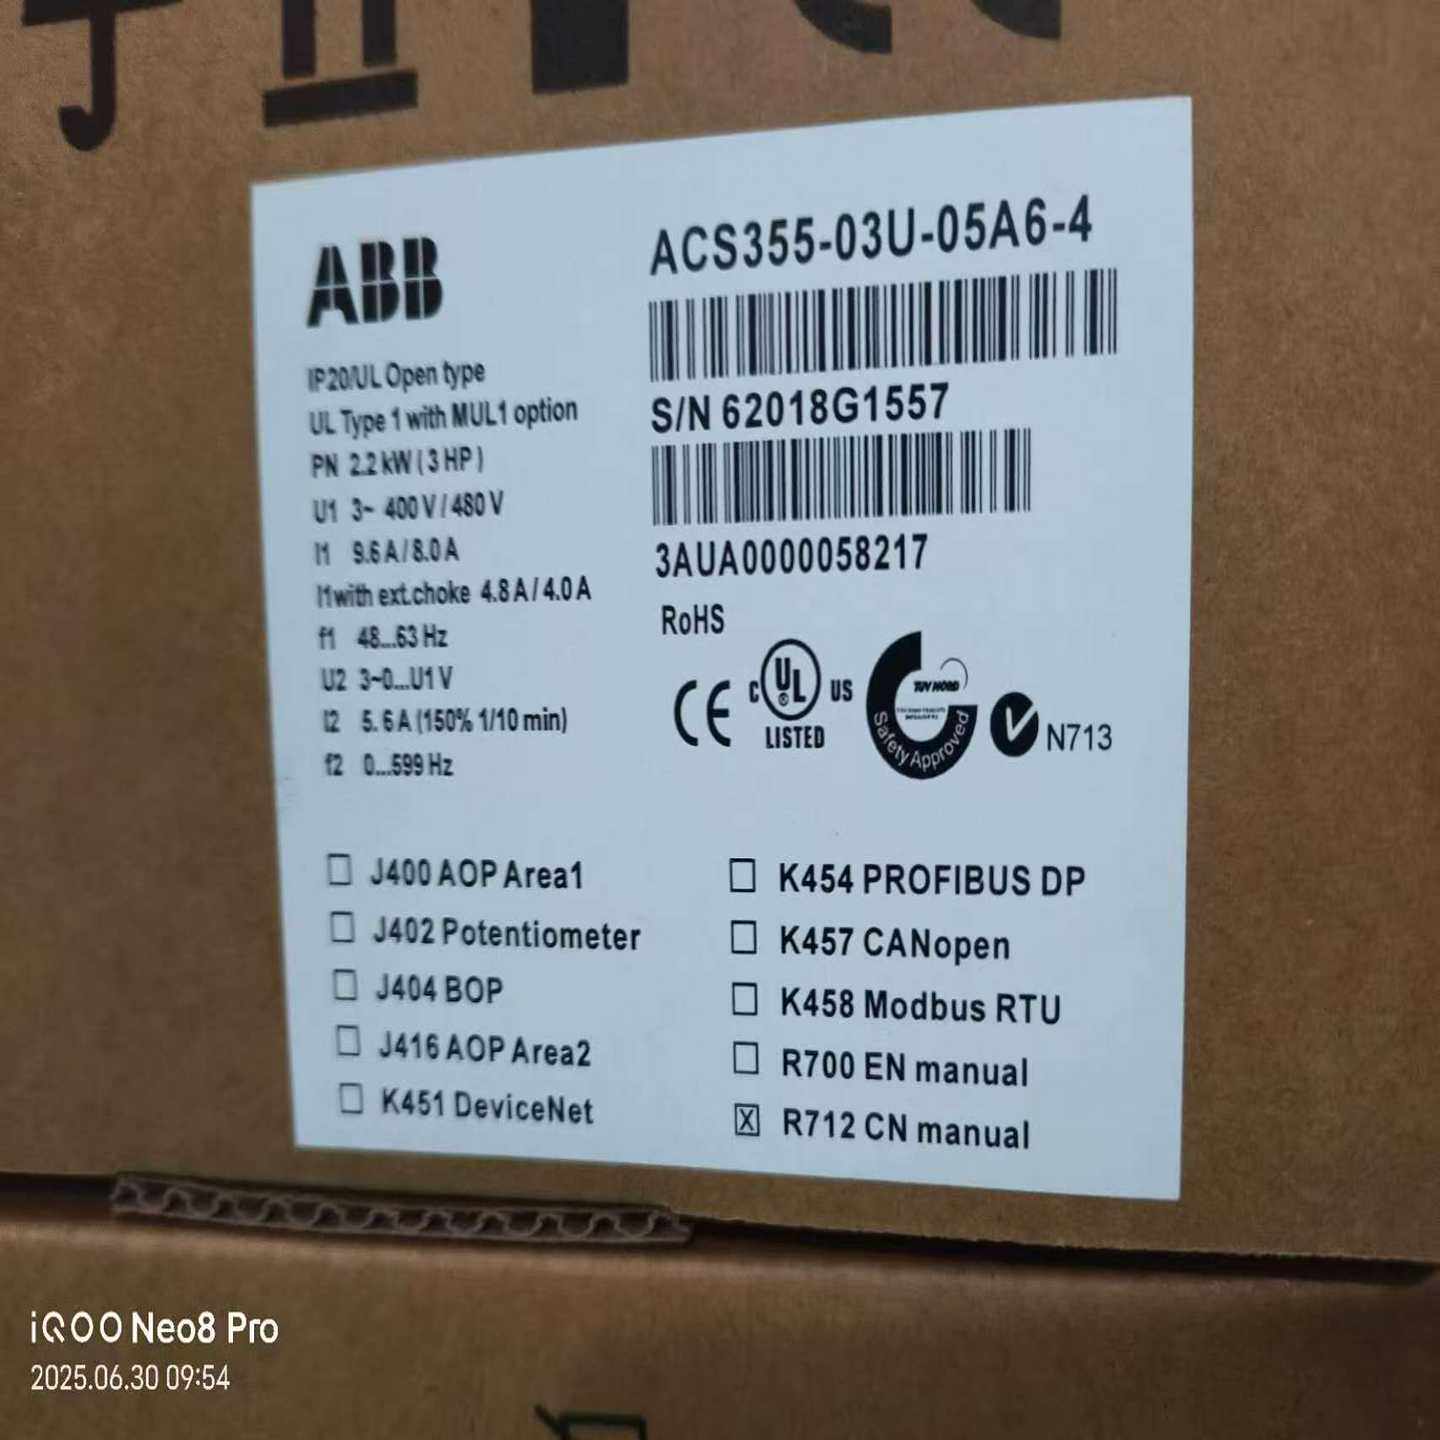 ABB
ACS355-03U-05A6-4
IP20/UL Open type
UL Type 1 with MUL1 option
PN 2.2 kW ( 3 HP )
U1 3~ 400 V / 480 V
I1 9.6 A / 8.0 A
I1with ext.choke 4.8 A / 4.0 A
f1 48...63 Hz
U2 3~0...U1 V
I2 5. 6 A (150% 1/10 min)
f2 0...599 Hz
S/N 62018G1557
3AUA0000058217
RoHS
CE
C UL US
®
LISTED
TUV NORD
Safety Approved
N713
J400 AOP Area1
J402 Potentiometer
J404 BOP
J416 AOP Area2
K451 DeviceNet
K454 PROFIBUS DP
K457 CANopen
K458 Modbus RTU
R700 EN manual
X R712 CN manual
iQOO Neo8 Pro
2025.06.30 09:54